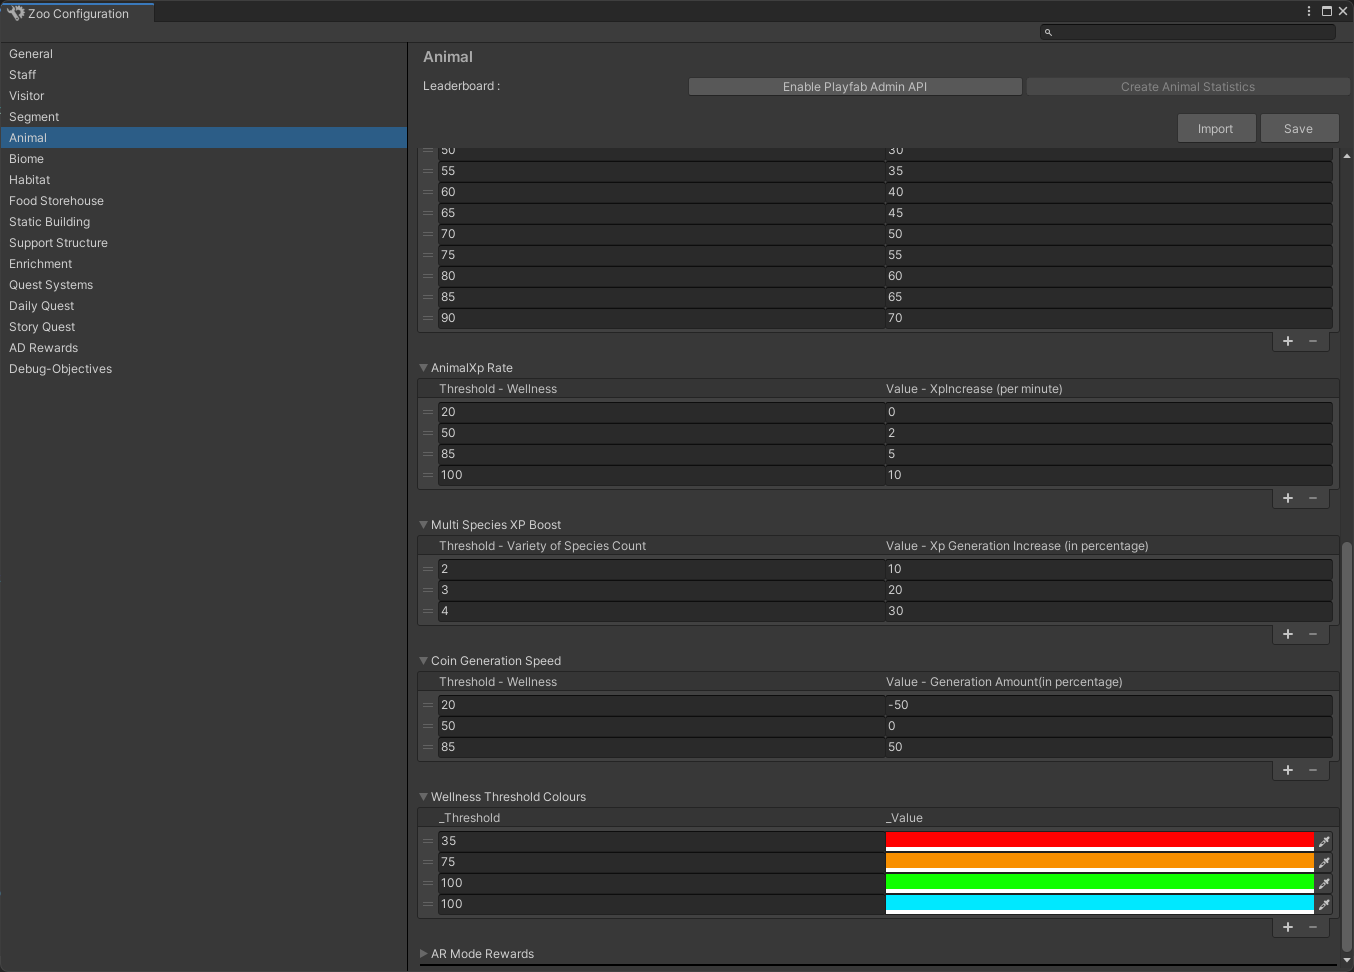 Zoo Configuration
General
Staff
Visitor
Segment
Animal
Biome
Habitat
Food Storehouse
Static Building
Support Structure
Enrichment
Quest Systems
Daily Quest
Story Quest
AD Rewards
Debug-Objectives
Animal
Leaderboard : Enable Playfab Admin API Create Animal Statistics
Import Save
50 30
55 35
60 40
65 45
70 50
75 55
80 60
85 65
90 70
AnimalXp Rate
Threshold - Wellness Value - XpIncrease (per minute)
20 0
50 2
85 5
100 10
Multi Species XP Boost
Threshold - Variety of Species Count Value - Xp Generation Increase (in percentage)
2 10
3 20
4 30
Coin Generation Speed
Threshold - Wellness Value - Generation Amount(in percentage)
20 -50
50 0
85 50
Wellness Threshold Colours
_Threshold _Value
35
75
100
100
AR Mode Rewards